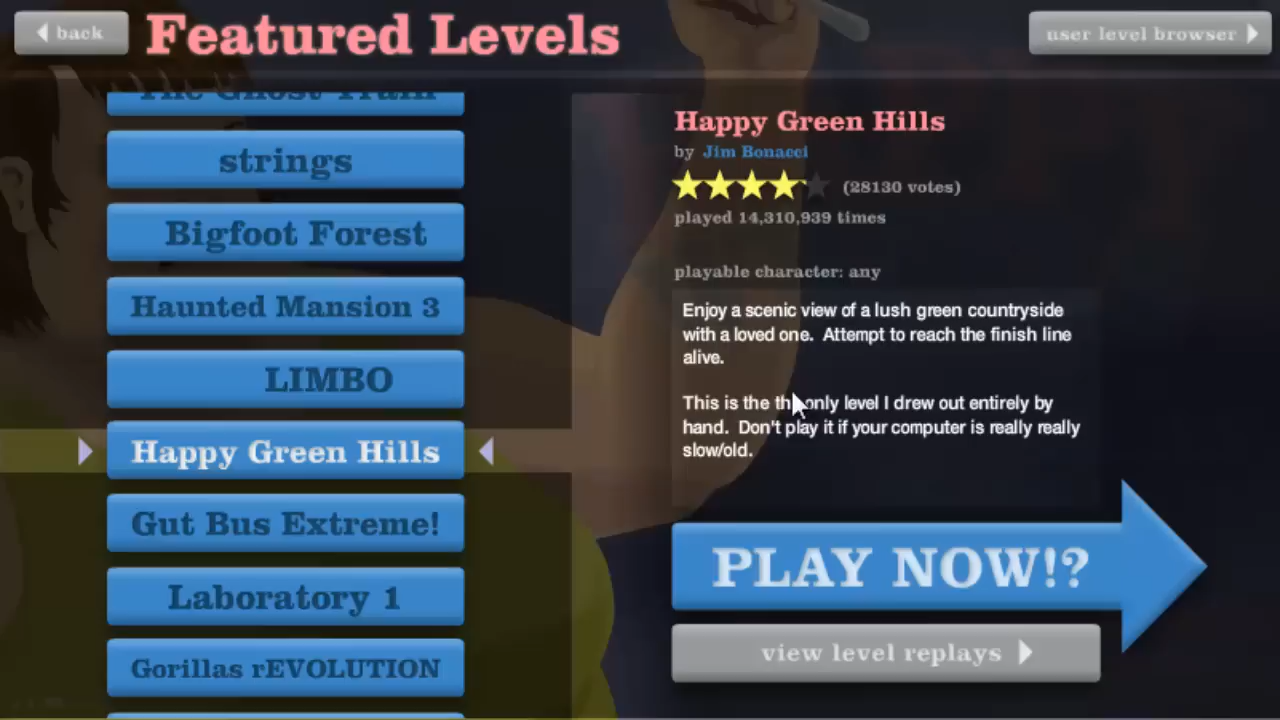 back
Featured Levels
user level browser
The Ghost Train
strings
Bigfoot Forest
Haunted Mansion 3
LIMBO
Happy Green Hills
Gut Bus Extreme!
Laboratory 1
Gorillas rEVOLUTION
Happy Green Hills
by Jim Bonacci
(28130 votes)
played 14,310,939 times
playable character: any
Enjoy a scenic view of a lush green countryside
with a loved one. Attempt to reach the finish line
alive.
This is the th only level I drew out entirely by
hand. Don't play it if your computer is really really
slow/old.
PLAY NOW!?
view level replays